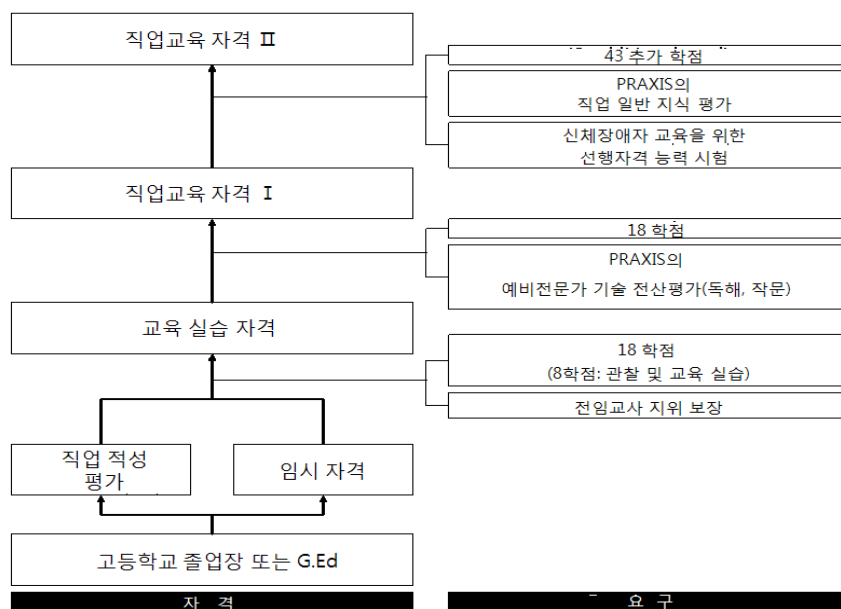 직업교육 자격 Ⅱ
43 추가 학점
PRAXIS의
직업 일반 지식 평가
신체장애자 교육을 위한
선행자격 능력 시험
직업교육 자격 Ⅰ
18 학점
PRAXIS의
예비전문가 기술 전산평가(독해, 작문)
교육 실습 자격
18 학점
(8학점: 관찰 및 교육 실습)
전임교사 지위 보장
직업 적성
평가
임시 자격
고등학교 졸업장 또는 G.Ed
자 격
요 구